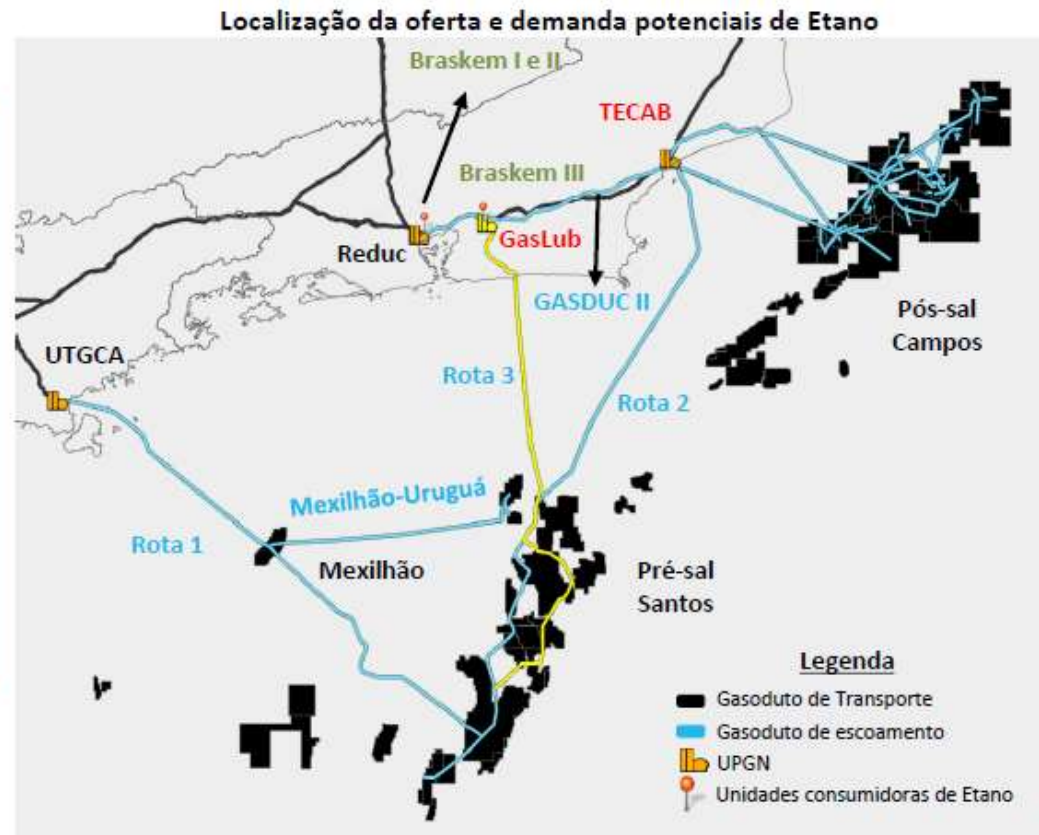 Localização da oferta e demanda potenciais de Etano
Braskem I e II
TECAB
Braskem III
Reduc
GasLub
GASDUC II
Pós-sal
Campos
UTGCA
Rota 3
Rota 2
Mexilhão-Uruguá
Rota 1
Mexilhão
Pré-sal
Santos
Legenda
Gasoduto de Transporte
Gasoduto de escoamento
UPGN
Unidades consumidoras de Etano